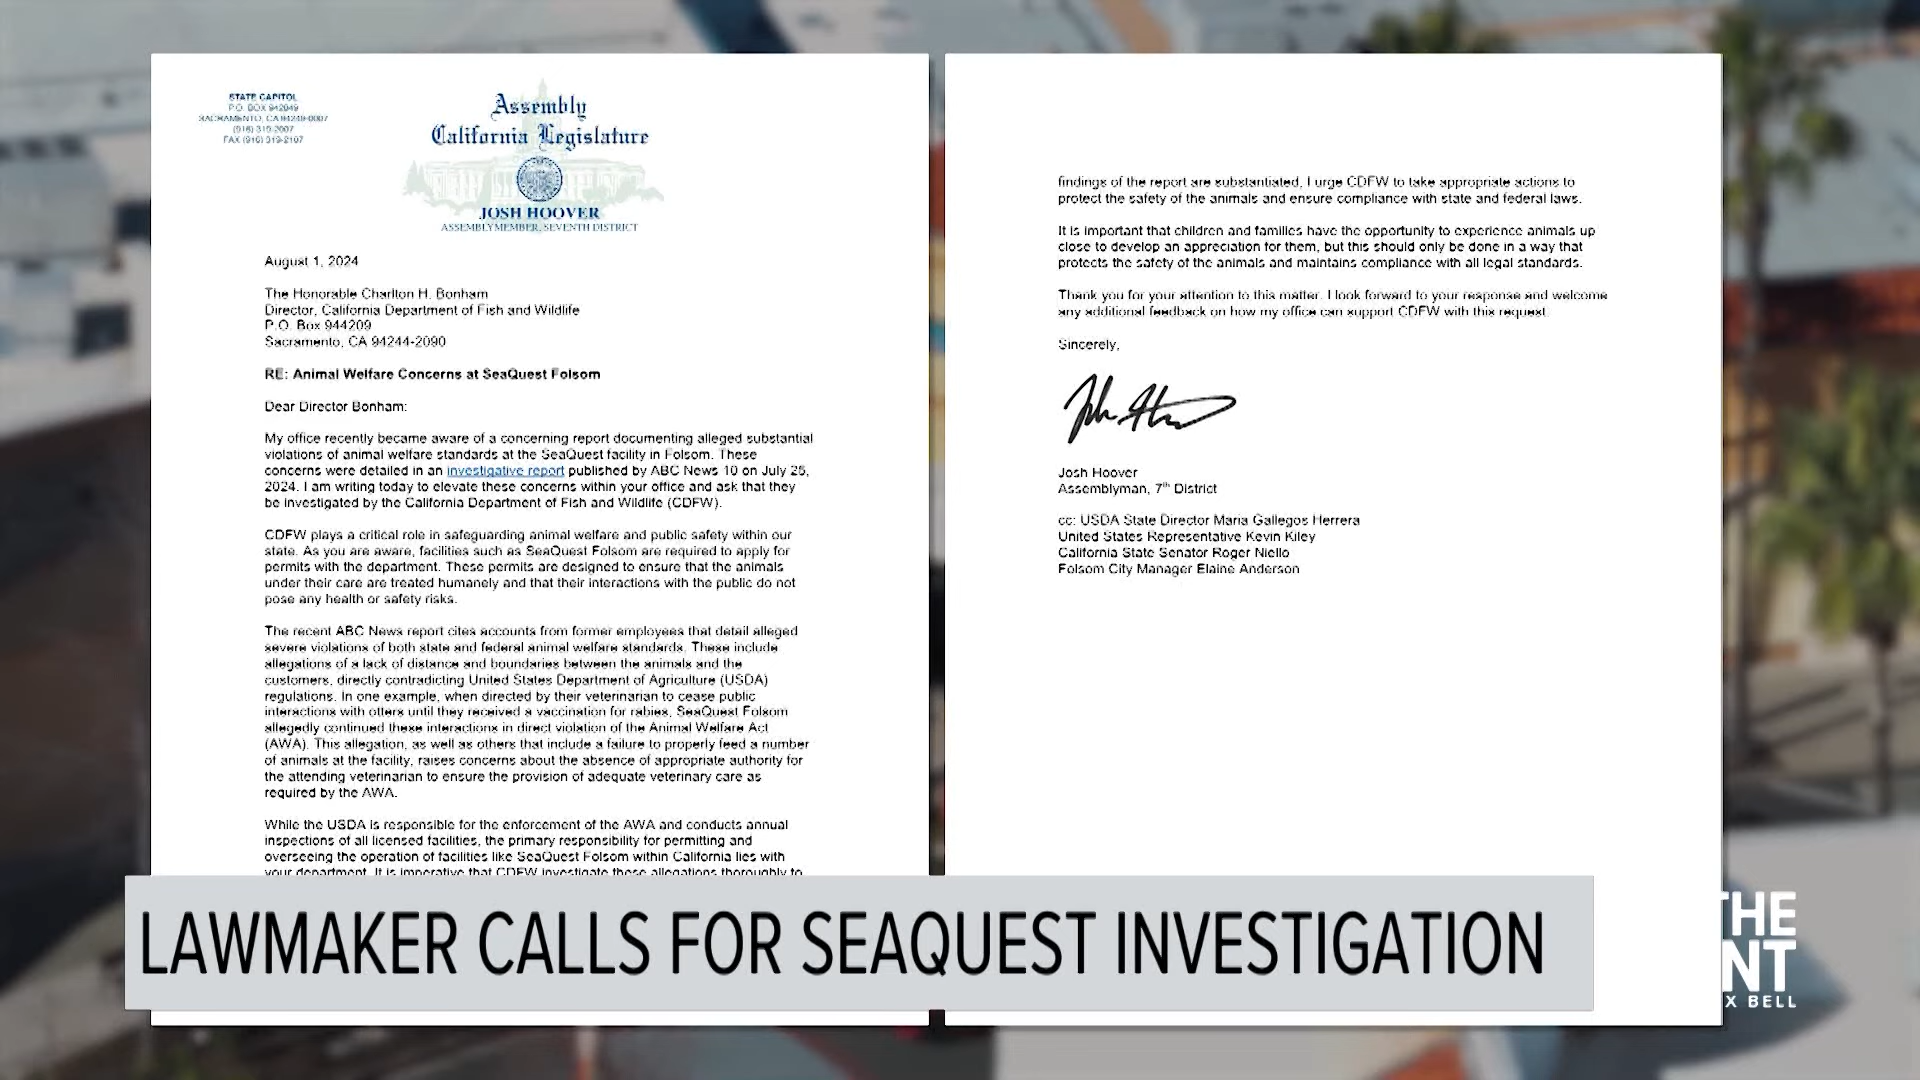 STATE CAPITOL
P.O. BOX 942849
SACRAMENTO, CA 94249-0007
(916) 319-2007
FAX (916) 319-2107
Assembly
California Legislature
JOSH HOOVER
ASSEMBLYMEMBER, SEVENTH DISTRICT
August 1, 2024
The Honorable Charlton H. Bonham
Director, California Department of Fish and Wildlife
P.O. Box 944209
Sacramento, CA 94244-2090
RE: Animal Welfare Concerns at SeaQuest Folsom
Dear Director Bonham:
My office recently became aware of a concerning report documenting alleged substantial
violations of animal welfare standards at the SeaQuest facility in Folsom. These
concerns were detailed in an investigative report published by ABC News 10 on July 25,
2024. I am writing today to elevate these concerns within your office and ask that they
be investigated by the California Department of Fish and Wildlife (CDFW).
CDFW plays a critical role in safeguarding animal welfare and public safety within our
state. As you are aware, facilities such as SeaQuest Folsom are required to apply for
permits with the department. These permits are designed to ensure that the animals
under their care are treated humanely and that their interactions with the public do not
pose any health or safety risks.
The recent ABC News report cites accounts from former employees that detail alleged
severe violations of both state and federal animal welfare standards. These include
allegations of a lack of distance and boundaries between the animals and the
customers, directly contradicting United States Department of Agriculture (USDA)
regulations. In one example, when directed by their veterinarian to cease public
interactions with otters until they received a vaccination for rabies, SeaQuest Folsom
allegedly continued these interactions in direct violation of the Animal Welfare Act
(AWA). This allegation, as well as others that include a failure to properly feed a number
of animals at the facility, raises concerns about the absence of appropriate authority for
the attending veterinarian to ensure the provision of adequate veterinary care as
required by the AWA.
While the USDA is responsible for the enforcement of the AWA and conducts annual
inspections of all licensed facilities, the primary responsibility for permitting and
overseeing the operation of facilities like SeaQuest Folsom within California lies with
your department. It is imperative that CDFW investigate these allegations thoroughly to
findings of the report are substantiated, I urge CDFW to take appropriate actions to
protect the safety of the animals and ensure compliance with state and federal laws.
It is important that children and families have the opportunity to experience animals up
close to develop an appreciation for them, but this should only be done in a way that
protects the safety of the animals and maintains compliance with all legal standards.
Thank you for your attention to this matter. I look forward to your response and welcome
any additional feedback on how my office can support CDFW with this request.
Sincerely,
Josh Hoover
Assemblyman, 7th District
cc: USDA State Director Maria Gallegos Herrera
United States Representative Kevin Kiley
California State Senator Roger Niello
Folsom City Manager Elaine Anderson
LAWMAKER CALLS FOR SEAQUEST INVESTIGATION
THE
NT
X BELL